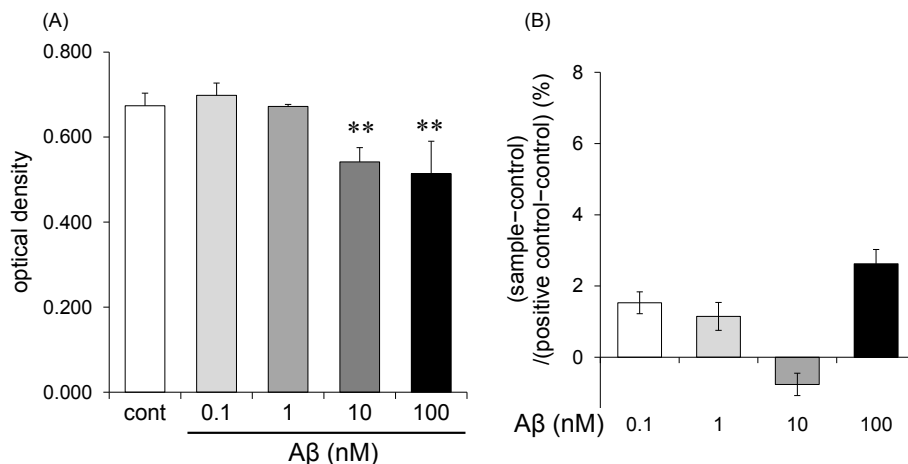 (A)
0.800
0.600
0.400
0.200
0.000
optical density
** **
cont 0.1 1 10 100
Aβ (nM)
(B)
8
6
4
2
0
(sample−control)
/(positive control−control) (%)
Aβ (nM) 0.1 1 10 100